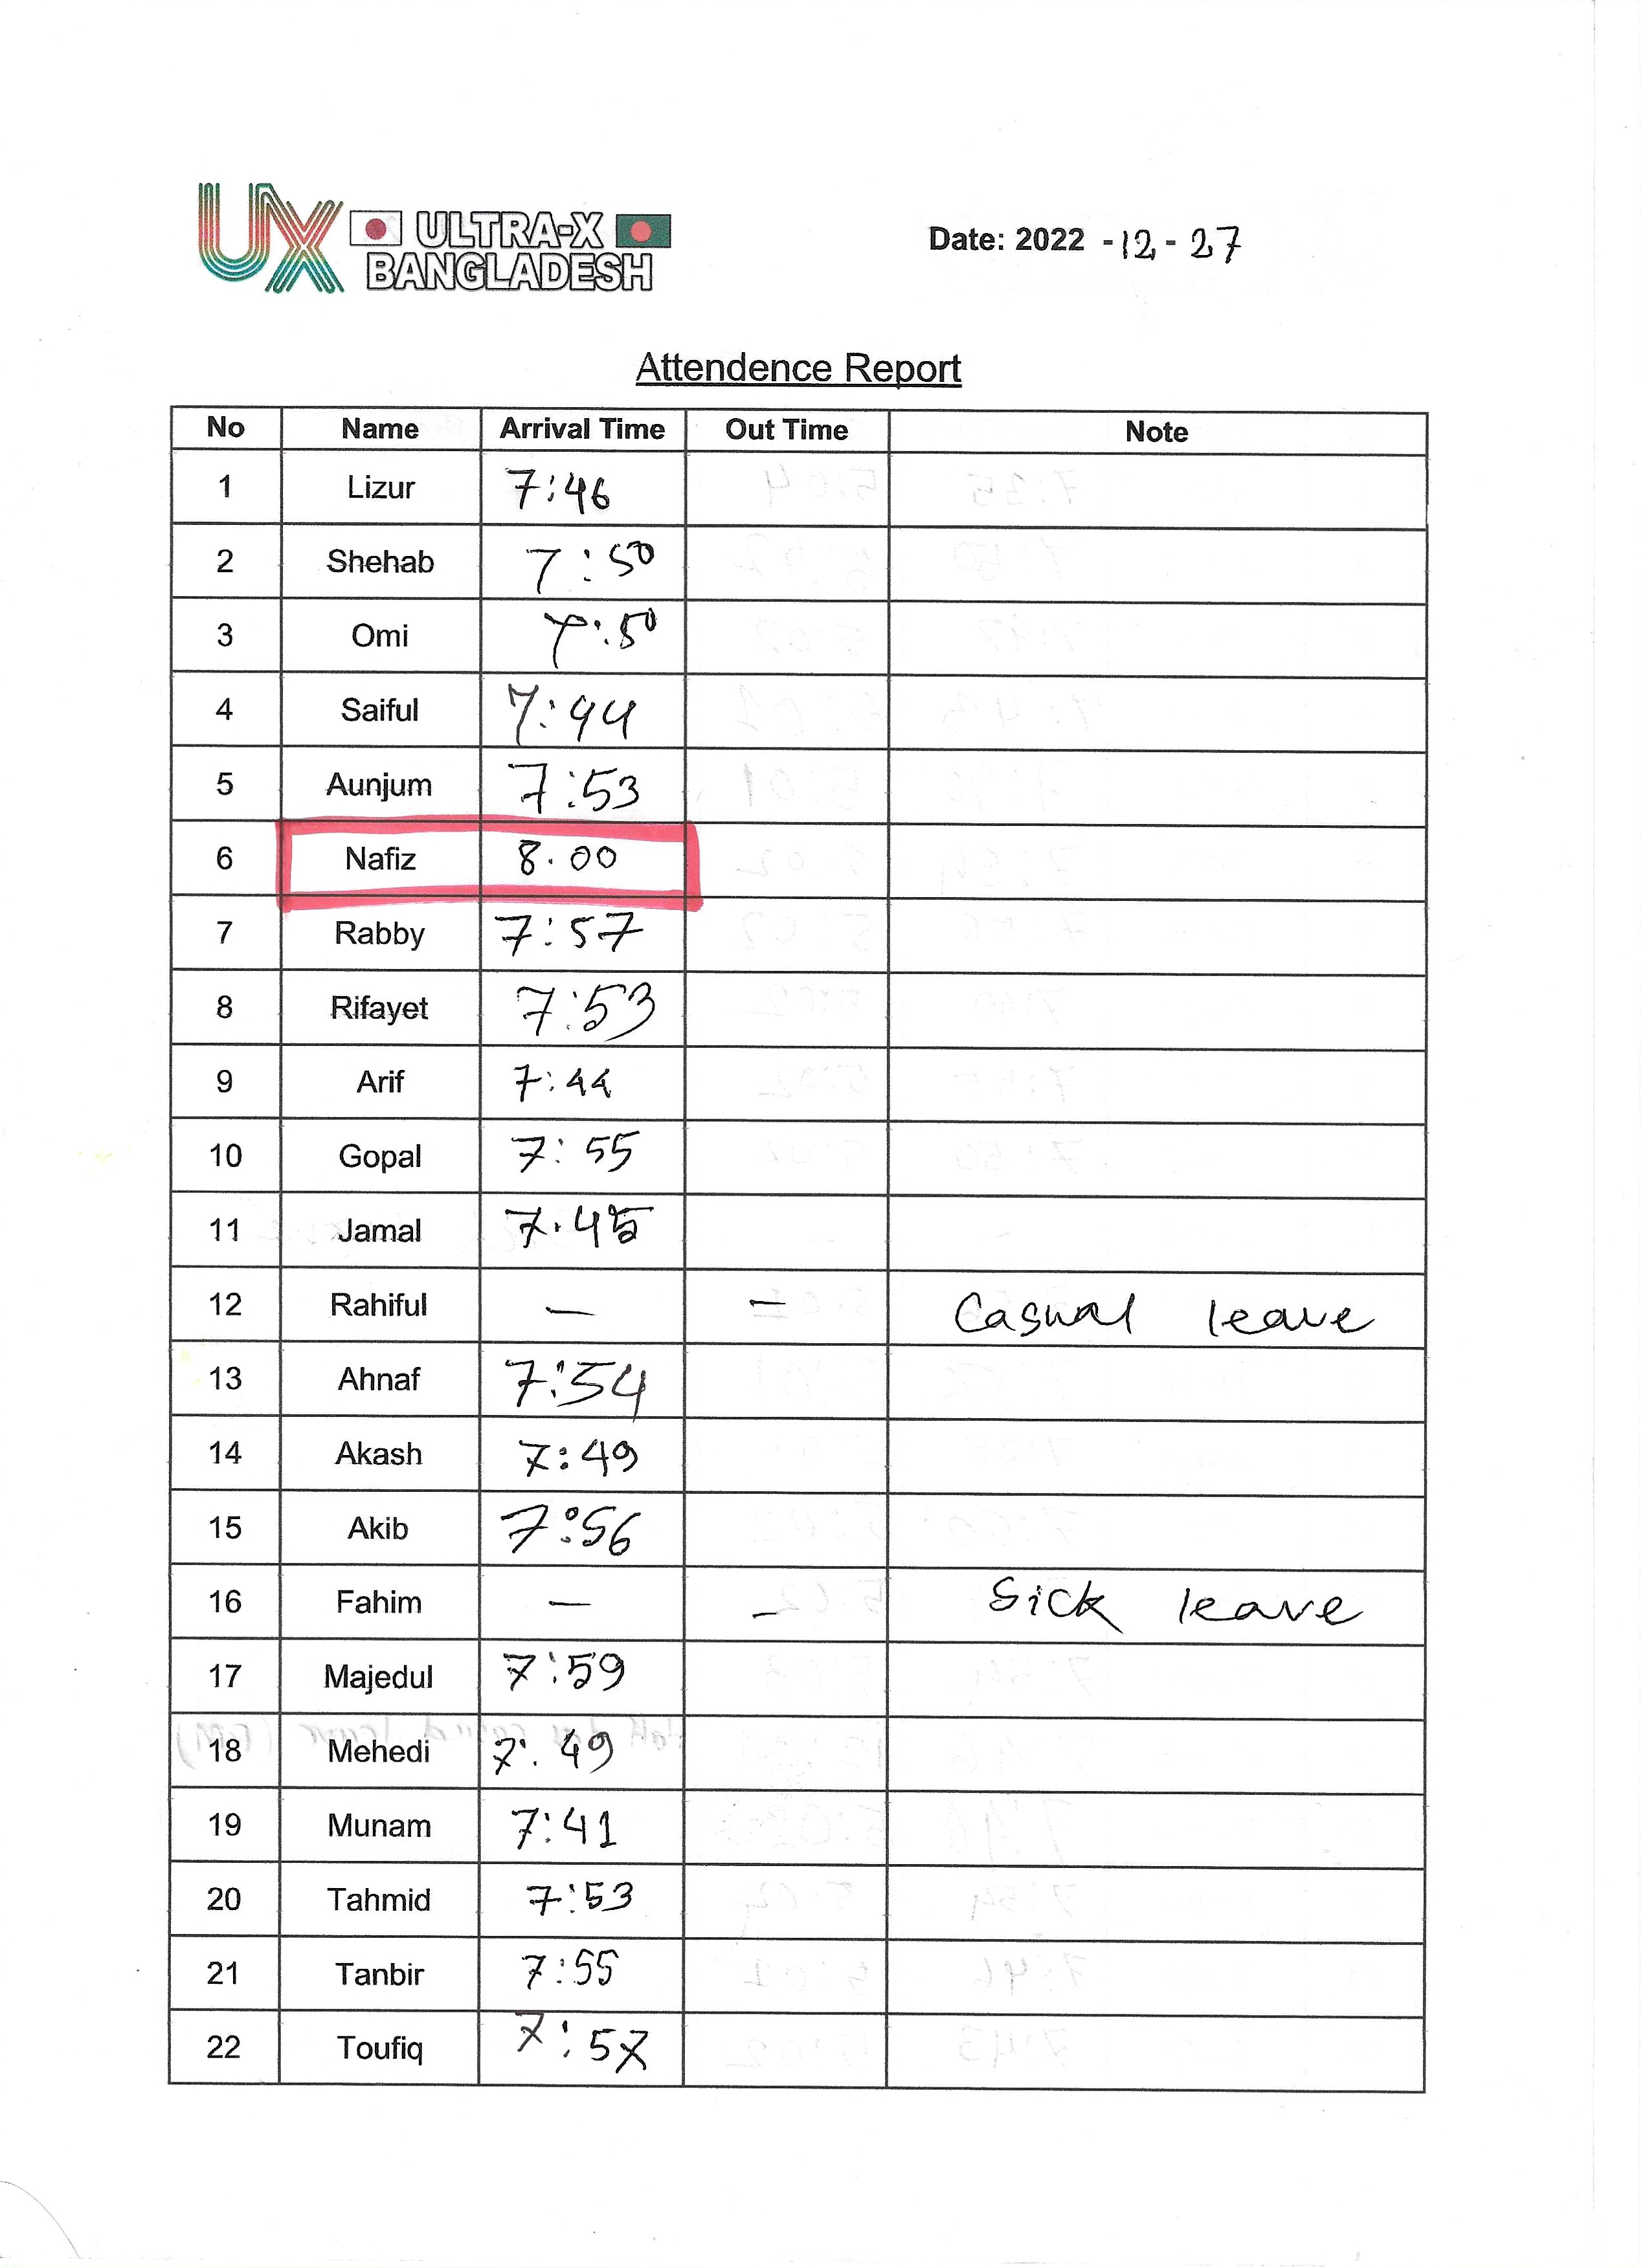 UX ULTRA-X
BANGLADESH
Date: 2022 -12-27
Attendence Report
No Name Arrival Time Out Time Note
1 Lizur 7:46
2 Shehab 7:50
3 Omi 7:50
4 Saiful 7:44
5 Aunjum 7:53
6 Nafiz 8.00
7 Rabby 7:57
8 Rifayet 7:53
9 Arif 7:44
10 Gopal 7:55
11 Jamal 7.45
12 Rahiful — — Casual leave
13 Ahnaf 7:54
14 Akash 7:49
15 Akib 7:56
16 Fahim — — Sick leave
17 Majedul 7:59
18 Mehedi 7:49
19 Munam 7:41
20 Tahmid 7:53
21 Tanbir 7:55
22 Toufiq 7:57